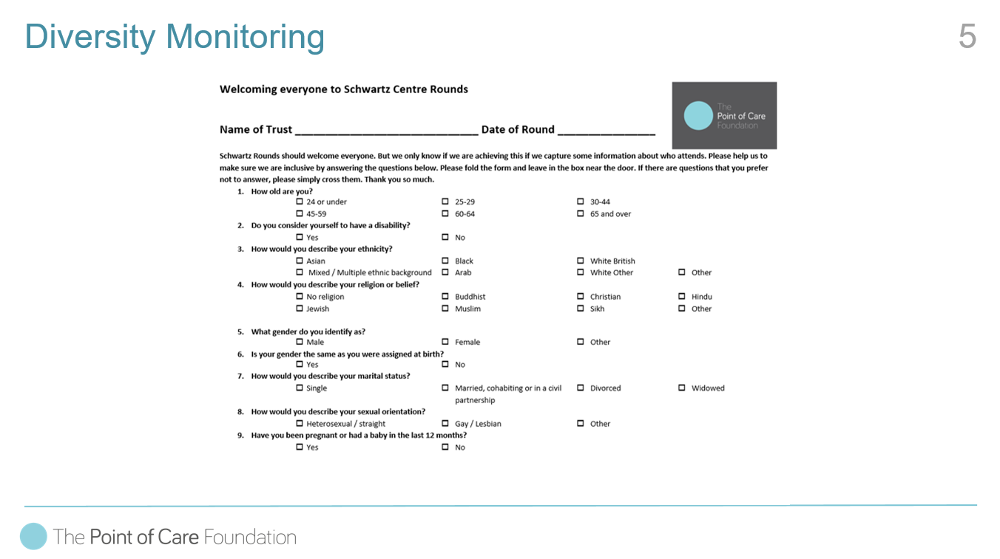 Diversity Monitoring
5
Welcoming everyone to Schwartz Centre Rounds
The
Point of Care
Foundation
Name of Trust ______________________________ Date of Round ________________
Schwartz Rounds should welcome everyone. But we only know if we are achieving this if we capture some information about who attends. Please help us to
make sure we are inclusive by answering the questions below. Please fold the form and leave in the box near the door. If there are questions that you prefer
not to answer, please simply cross them. Thank you so much.
1. How old are you?
☐ 24 or under ☐ 25-29 ☐ 30-44
☐ 45-59 ☐ 60-64 ☐ 65 and over
2. Do you consider yourself to have a disability?
☐ Yes ☐ No
3. How would you describe your ethnicity?
☐ Asian ☐ Black ☐ White British
☐ Mixed / Multiple ethnic background ☐ Arab ☐ White Other ☐ Other
4. How would you describe your religion or belief?
☐ No religion ☐ Buddhist ☐ Christian ☐ Hindu
☐ Jewish ☐ Muslim ☐ Sikh ☐ Other
5. What gender do you identify as?
☐ Male ☐ Female ☐ Other
6. Is your gender the same as you were assigned at birth?
☐ Yes ☐ No
7. How would you describe your marital status?
☐ Single ☐ Married, cohabiting or in a civil ☐ Divorced ☐ Widowed
partnership
8. How would you describe your sexual orientation?
☐ Heterosexual / straight ☐ Gay / Lesbian ☐ Other
9. Have you been pregnant or had a baby in the last 12 months?
☐ Yes ☐ No
The Point of Care Foundation